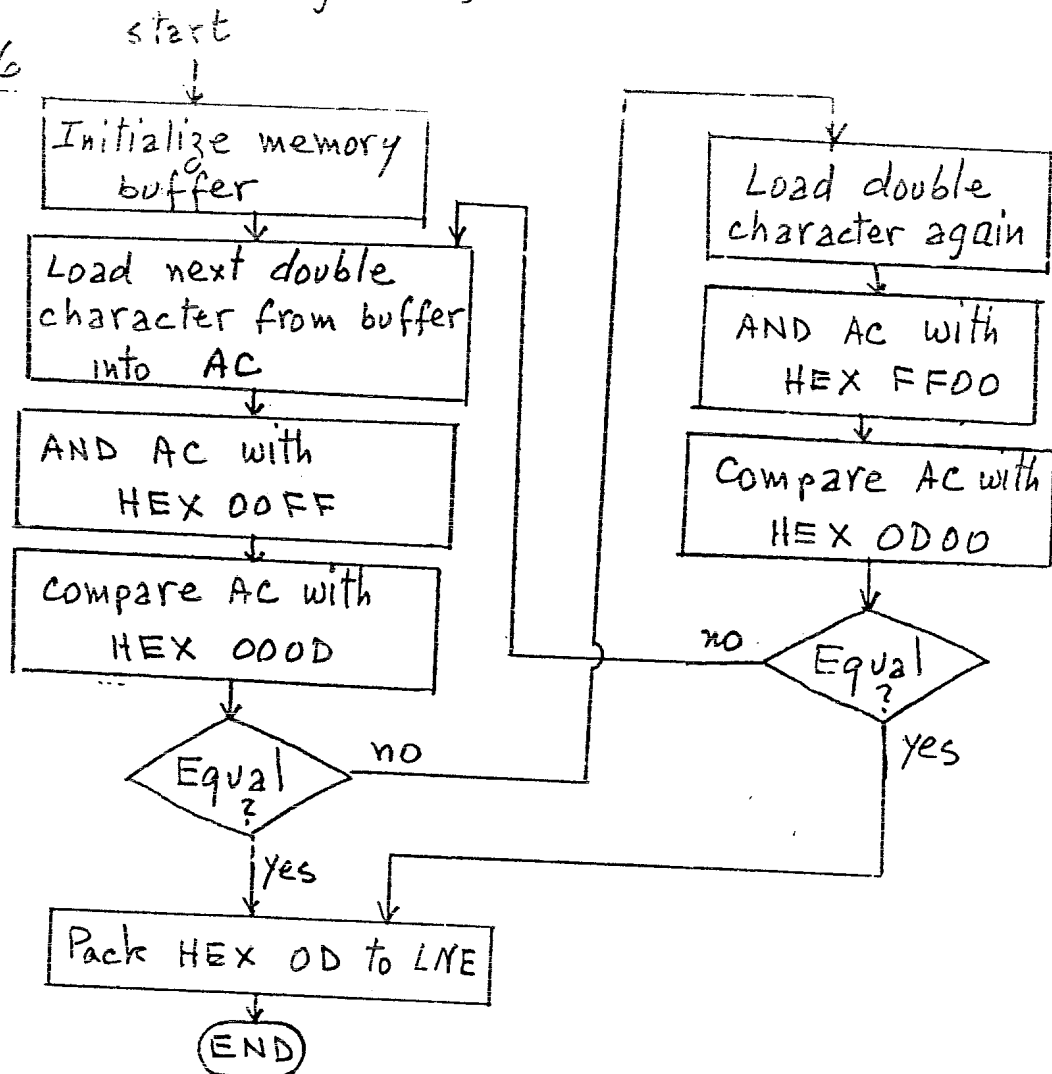 start
6
Initialize memory
buffer
Load next double
character from buffer
into AC
AND AC with
HEX 00FF
Compare AC with
HEX 000D
Equal
?
no
yes
Load double
character again
AND AC with
HEX FF00
Compare AC with
HEX 0D00
Equal
?
no
yes
Pack HEX 0D to LNE
END